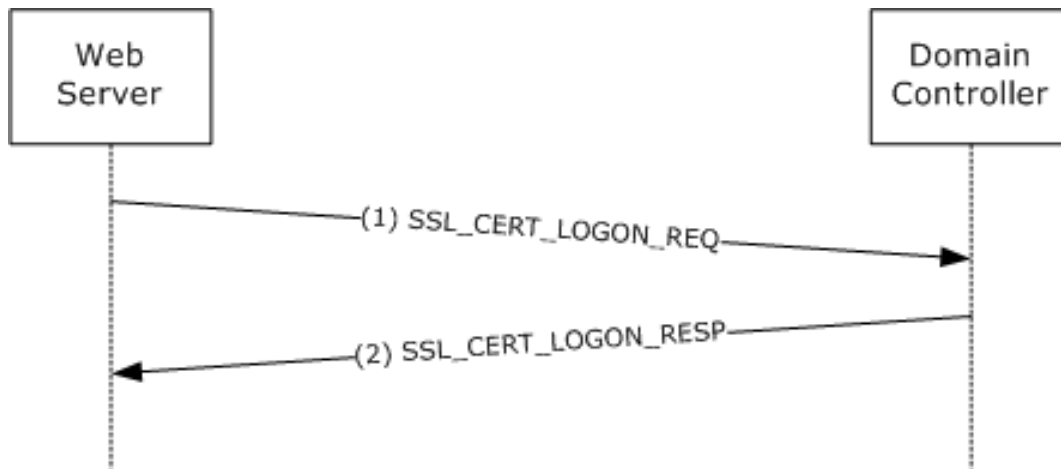 Web
Server
Domain
Controller
(1) SSL_CERT_LOGON_REQ
(2) SSL_CERT_LOGON_RESP